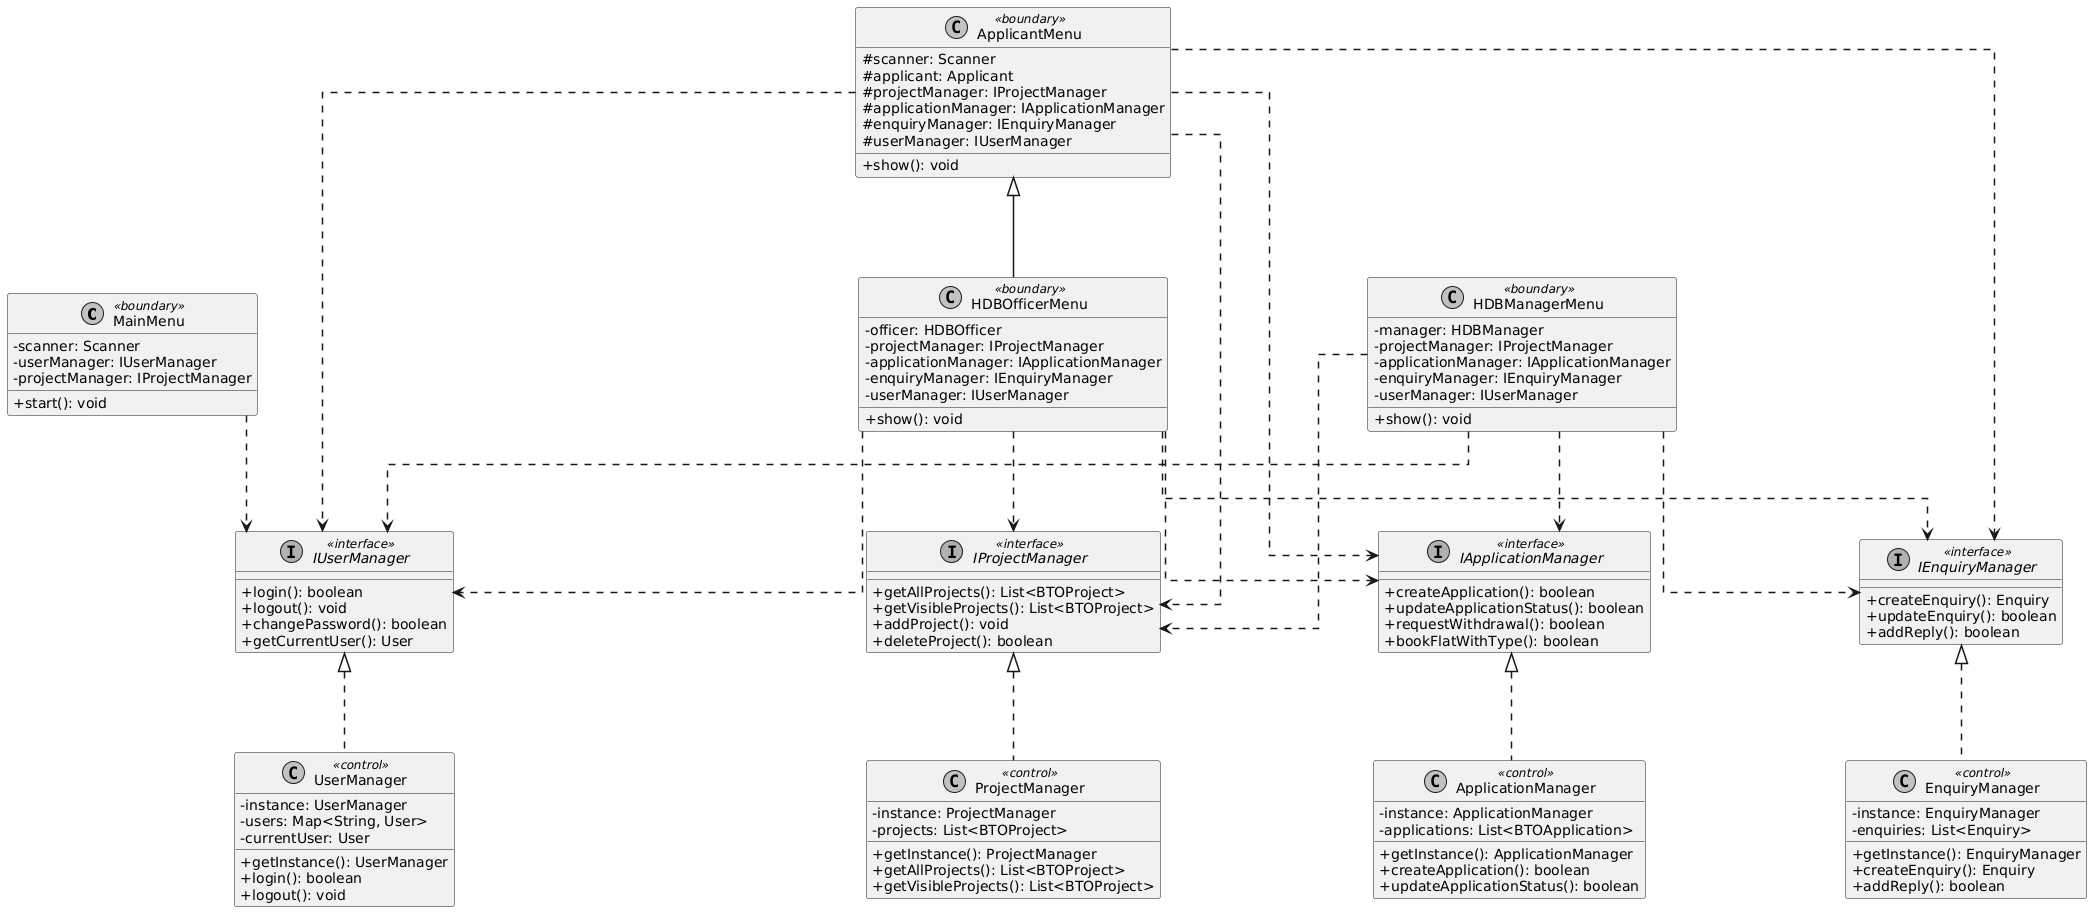 «boundary»
C ApplicantMenu
#scanner: Scanner
#applicant: Applicant
#projectManager: IProjectManager
#applicationManager: IApplicationManager
#enquiryManager: IEnquiryManager
#userManager: IUserManager
+show(): void
«boundary»
C MainMenu
-scanner: Scanner
-userManager: IUserManager
-projectManager: IProjectManager
+start(): void
«boundary»
C HDBOfficerMenu
-officer: HDBOfficer
-projectManager: IProjectManager
-applicationManager: IApplicationManager
-enquiryManager: IEnquiryManager
-userManager: IUserManager
+show(): void
«boundary»
C HDBManagerMenu
-manager: HDBManager
-projectManager: IProjectManager
-applicationManager: IApplicationManager
-enquiryManager: IEnquiryManager
-userManager: IUserManager
+show(): void
«interface»
I IUserManager
+login(): boolean
+logout(): void
+changePassword(): boolean
+getCurrentUser(): User
«interface»
I IProjectManager
+getAllProjects(): List<BTOProject>
+getVisibleProjects(): List<BTOProject>
+addProject(): void
+deleteProject(): boolean
«interface»
I IApplicationManager
+createApplication(): boolean
+updateApplicationStatus(): boolean
+requestWithdrawal(): boolean
+bookFlatWithType(): boolean
«interface»
I IEnquiryManager
+createEnquiry(): Enquiry
+updateEnquiry(): boolean
+addReply(): boolean
«control»
C UserManager
-instance: UserManager
-users: Map<String, User>
-currentUser: User
+getInstance(): UserManager
+login(): boolean
+logout(): void
«control»
C ProjectManager
-instance: ProjectManager
-projects: List<BTOProject>
+getInstance(): ProjectManager
+getAllProjects(): List<BTOProject>
+getVisibleProjects(): List<BTOProject>
«control»
C ApplicationManager
-instance: ApplicationManager
-applications: List<BTOApplication>
+getInstance(): ApplicationManager
+createApplication(): boolean
+updateApplicationStatus(): boolean
«control»
C EnquiryManager
-instance: EnquiryManager
-enquiries: List<Enquiry>
+getInstance(): EnquiryManager
+createEnquiry(): Enquiry
+addReply(): boolean